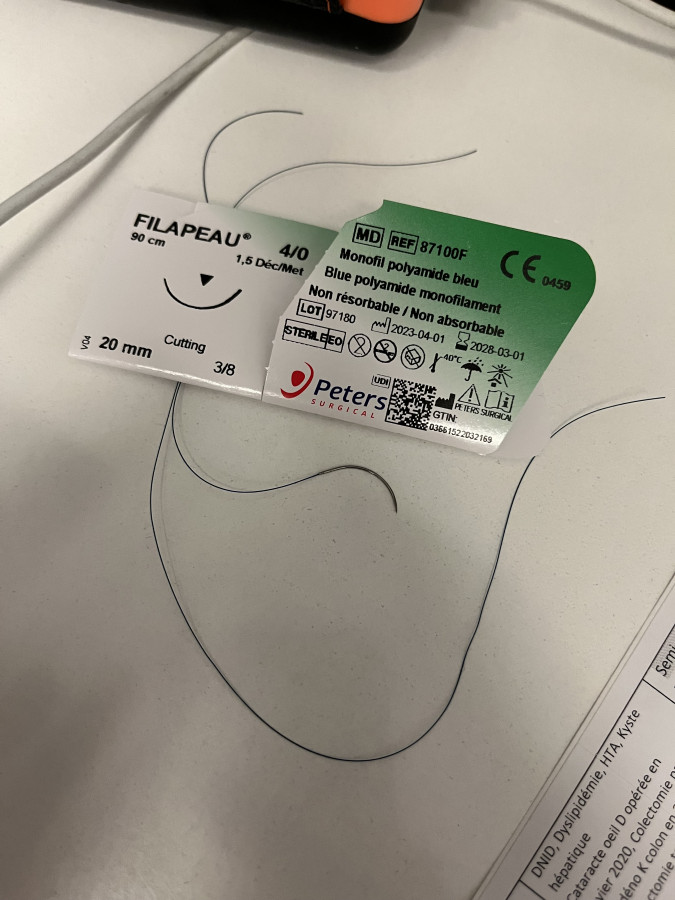 FILAPEAU®
90 cm
4/0
1,5 Déc/Met
Cutting
20 mm
3/8
V04
MD REF 87100F
CE 0459
Monofil polyamide bleu
Blue polyamide monofilament
Non résorbable / Non absorbable
LOT 97180 2023-04-01 2028-03-01
STERILE EO
40°C
Peters
SURGICAL
UDI
PETERS SURGICAL
GTIN:
03661522032169
DNID, Dyslipidémie, HTA, Kyste
hépatique
Cataracte oeil D opérée en
vier 2020, Colectomie
déno K colon en
ctomie